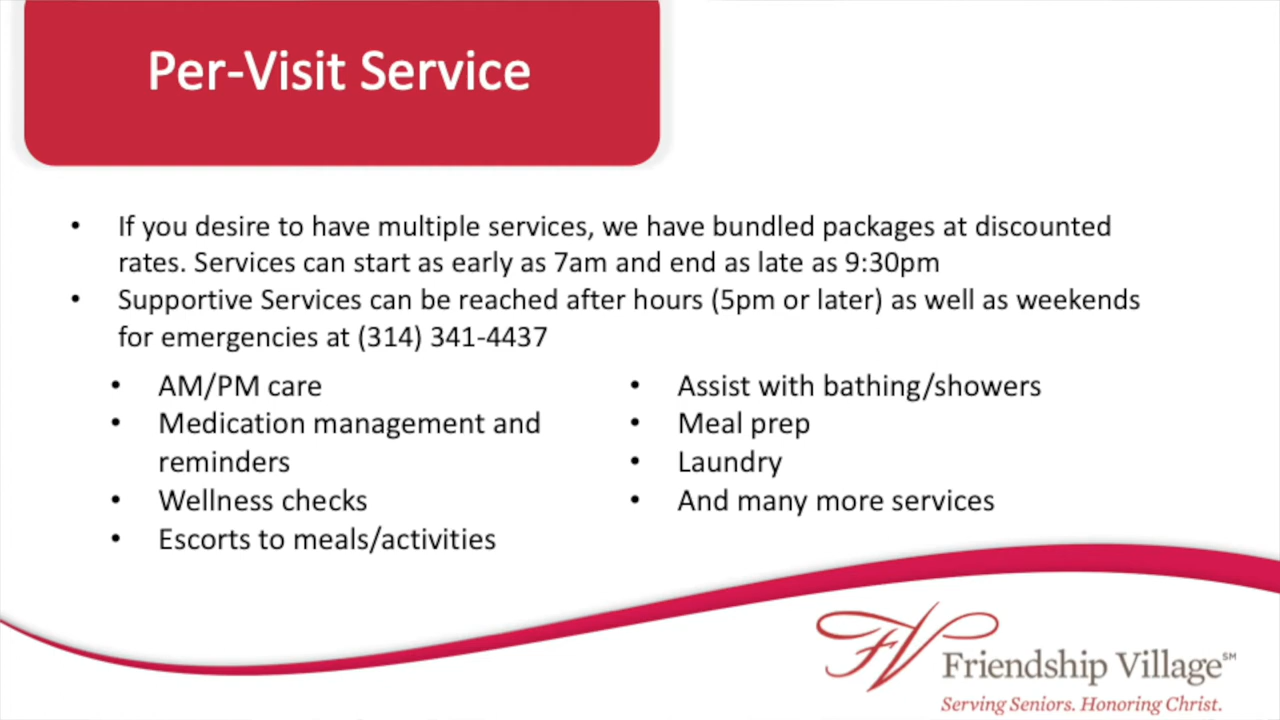 Per-Visit Service
• If you desire to have multiple services, we have bundled packages at discounted
rates. Services can start as early as 7am and end as late as 9:30pm
• Supportive Services can be reached after hours (5pm or later) as well as weekends
for emergencies at (314) 341-4437
• AM/PM care
• Medication management and
reminders
• Wellness checks
• Escorts to meals/activities
• Assist with bathing/showers
• Meal prep
• Laundry
• And many more services
FV
Friendship Village℠
Serving Seniors. Honoring Christ.